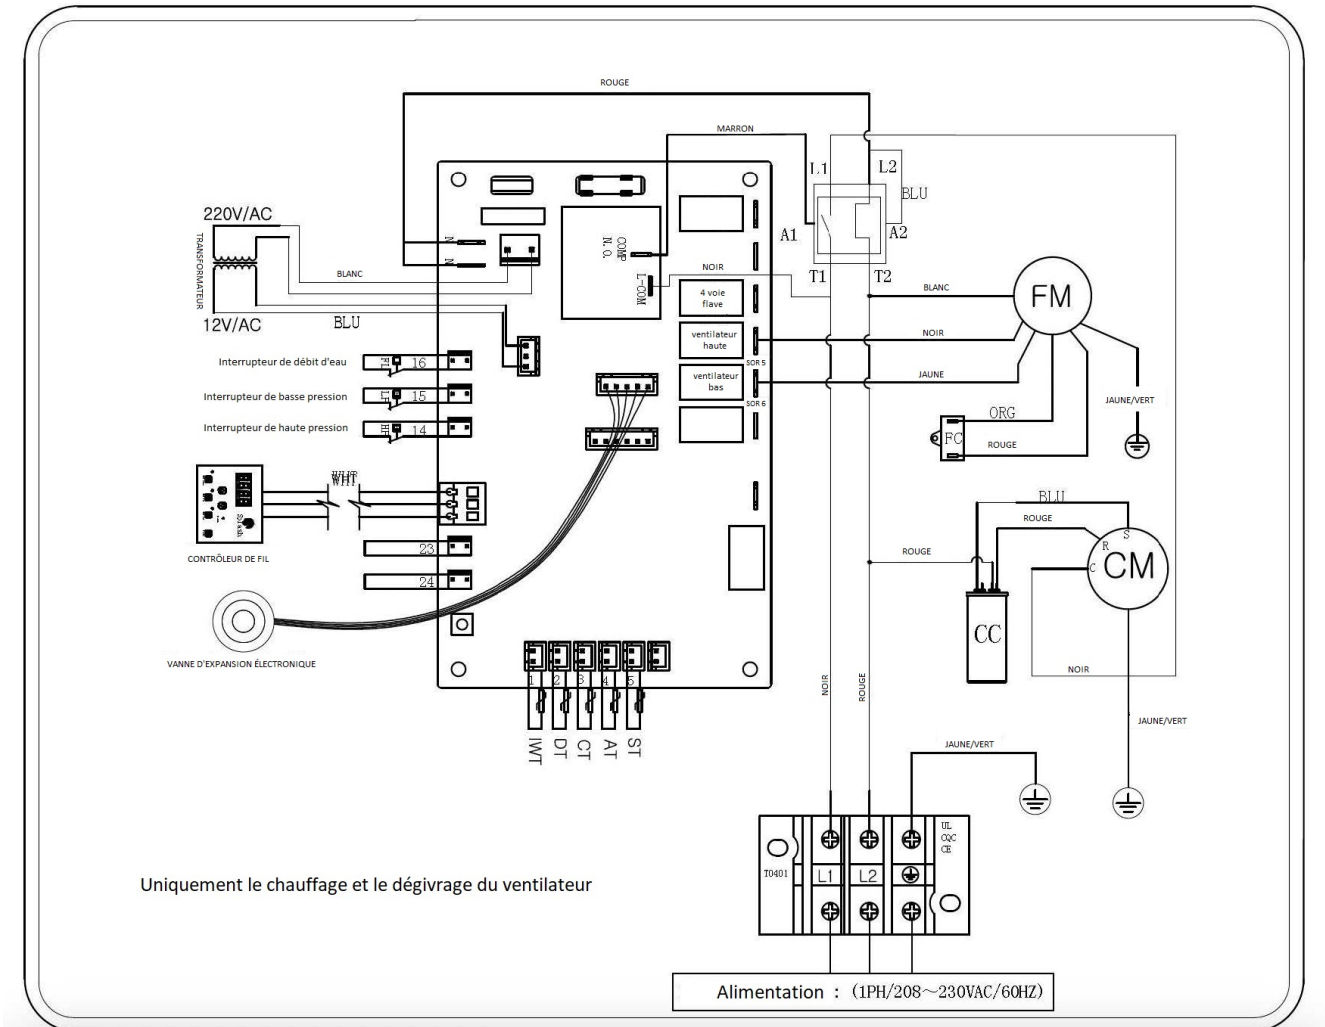 ROUGE
MARRON
L1
L2
BLU
A1
A2
T1
T2
220V/AC
TRANSFORMATEUR
12V/AC
BLANC
BLU
N
N
N. O.
COMP
L-COM
NOIR
4 voie
flave
ventilateur
haute
SOR 5
ventilateur
bas
SOR 6
BLANC
NOIR
JAUNE
FM
ORG
ROUGE
FC
JAUNE/VERT
Interrupteur de débit d'eau
16
Interrupteur de basse pression
15
Interrupteur de haute pression
14
WHT
CONTRÔLEUR DE FIL
23
24
VANNE D'EXPANSION ÉLECTRONIQUE
BLU
ROUGE
ROUGE
S
R
C
CM
CC
NOIR
JAUNE/VERT
1
2
3
4
5
IWT
DT
CT
AT
ST
NOIR
ROUGE
JAUNE/VERT
UL
CQC
CE
T0401
L1
L2
Uniquement le chauffage et le dégivrage du ventilateur
Alimentation : (1PH/208～230VAC/60HZ)